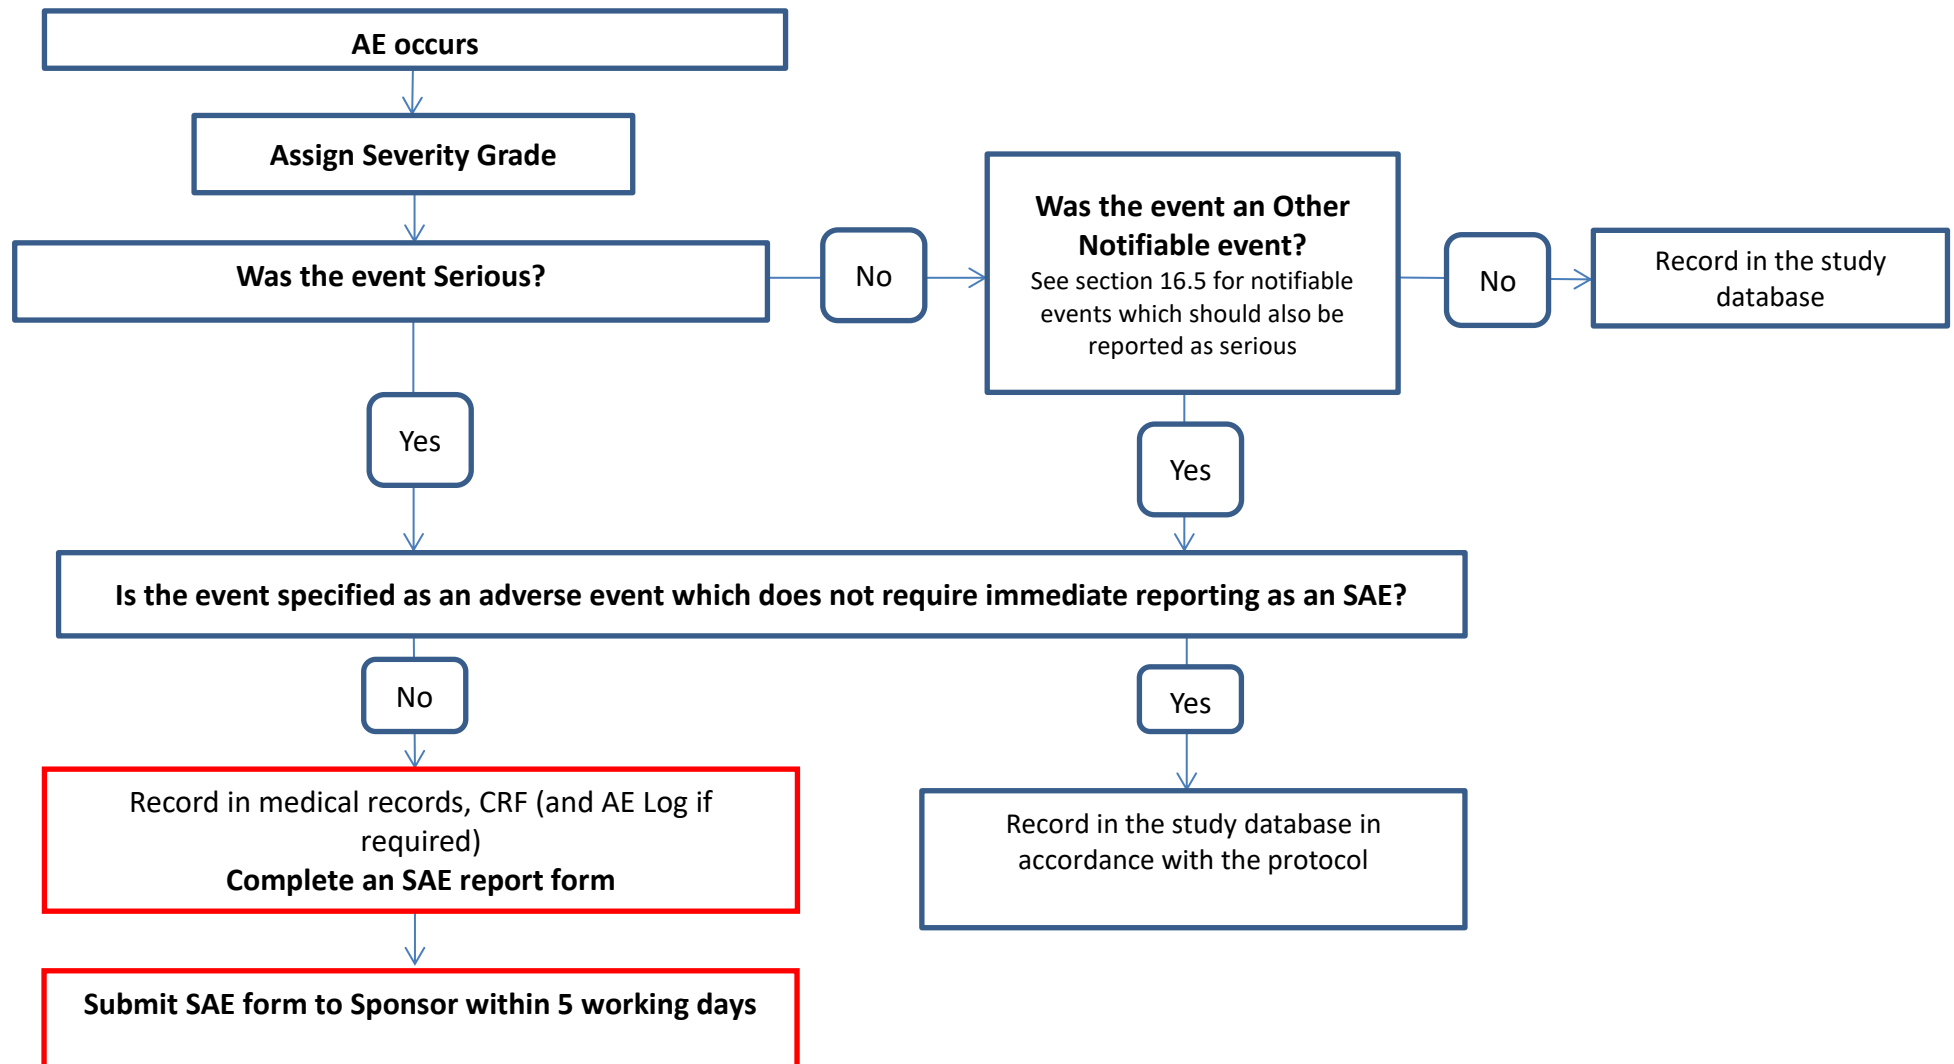 AE occurs
Assign Severity Grade
Was the event Serious?
No
Was the event an Other
Notifiable event?
See section 16.5 for notifiable
events which should also be
reported as serious
No
Record in the study
database
Yes
Yes
Is the event specified as an adverse event which does not require immediate reporting as an SAE?
No
Yes
Record in medical records, CRF (and AE Log if
required)
Complete an SAE report form
Record in the study database in
accordance with the protocol
Submit SAE form to Sponsor within 5 working days